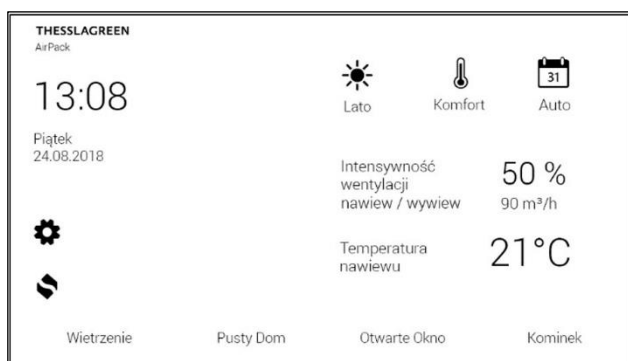 THESSLAGREEN
AirPack
13:08
Piątek
24.08.2018
31
Lato
Komfort
Auto
Intensywność
wentylacji
nawiew / wywiew
50 %
90 m³/h
Temperatura
nawiewu
21°C
Wietrzenie
Pusty Dom
Otwarte Okno
Kominek